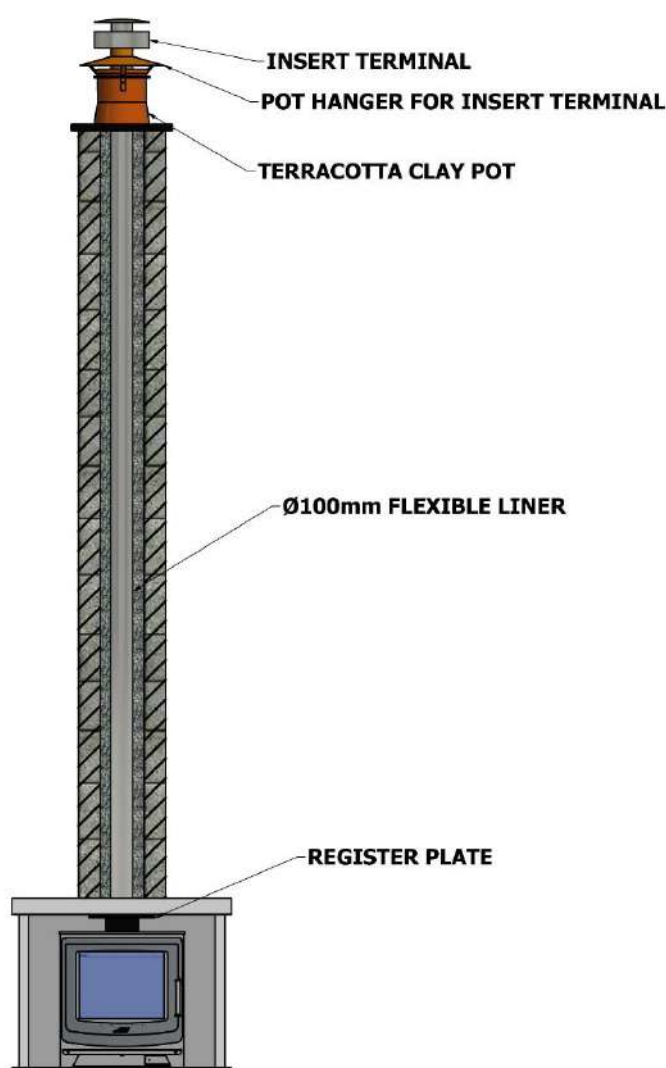 INSERT TERMINAL
POT HANGER FOR INSERT TERMINAL
TERRACOTTA CLAY POT
Ø100mm FLEXIBLE LINER
REGISTER PLATE